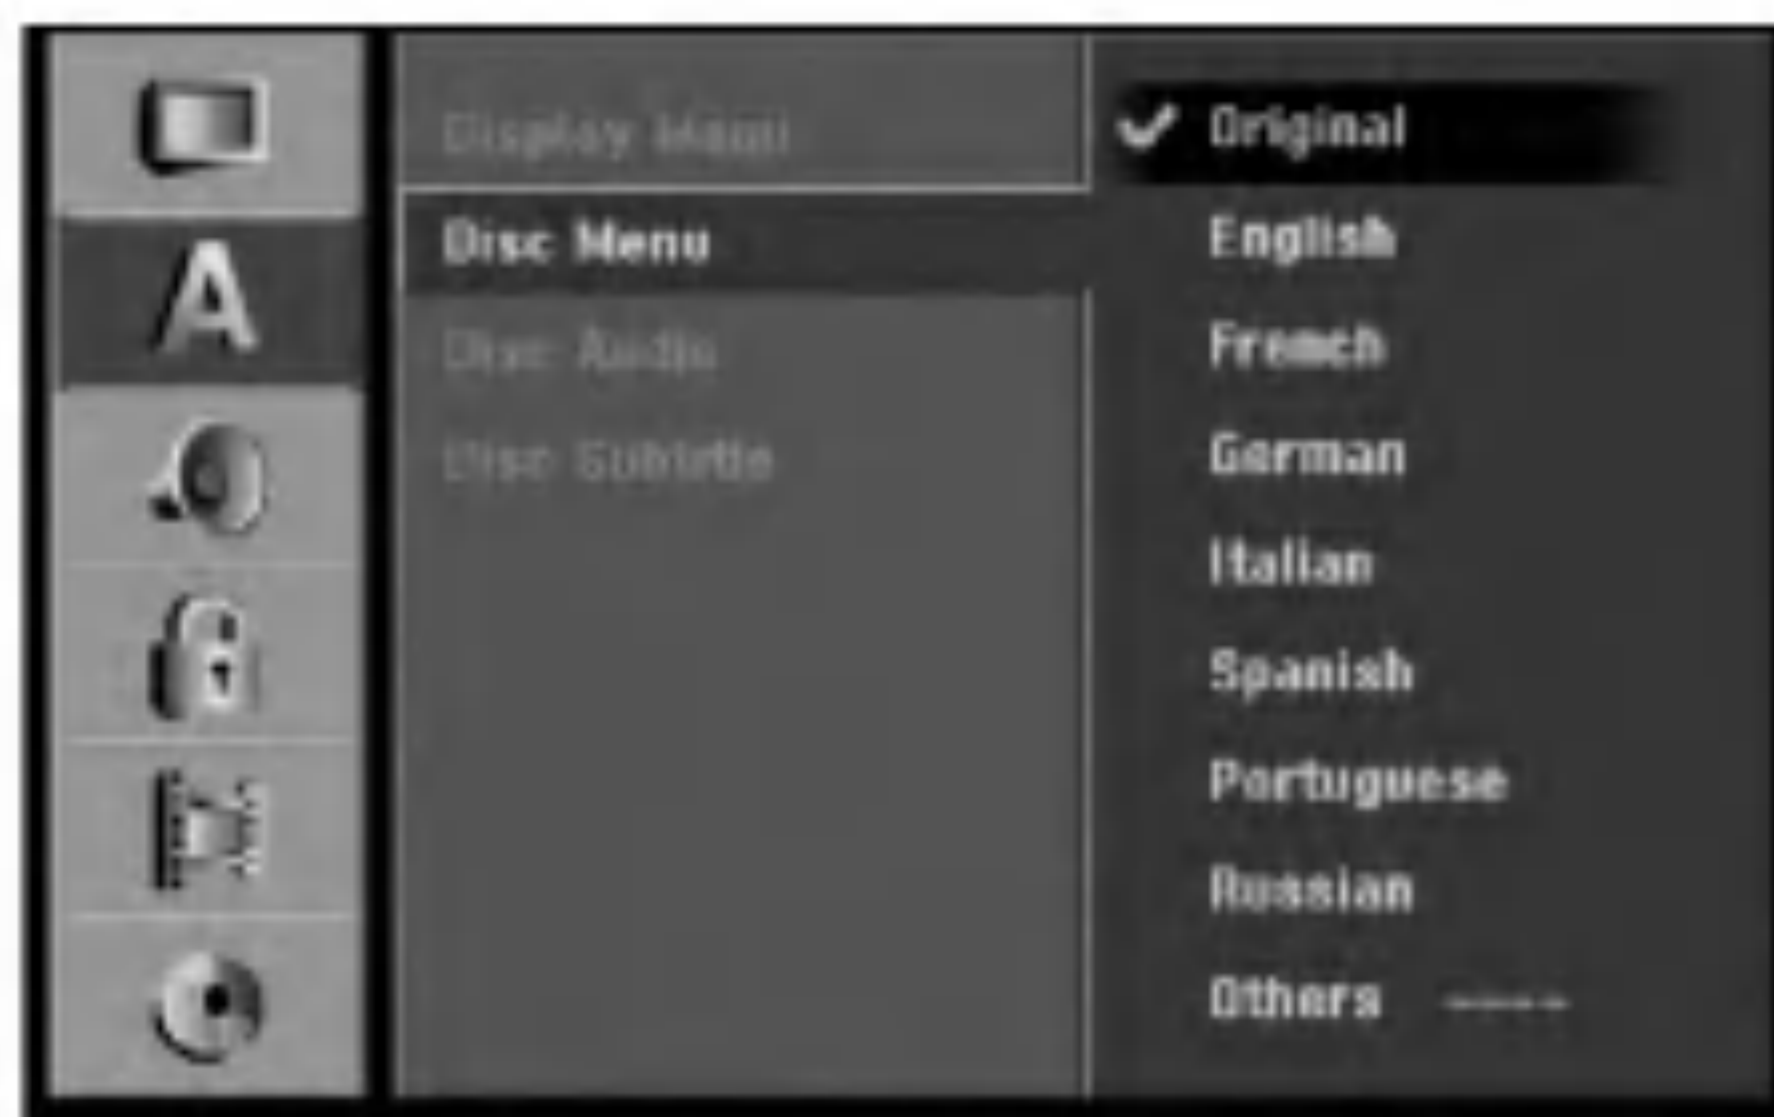 Display Menu
Disc Menu
Disc Audio
Disc Subtitle
✔ Original
English
French
German
Italian
Spanish
Portuguese
Russian
Others ----
A